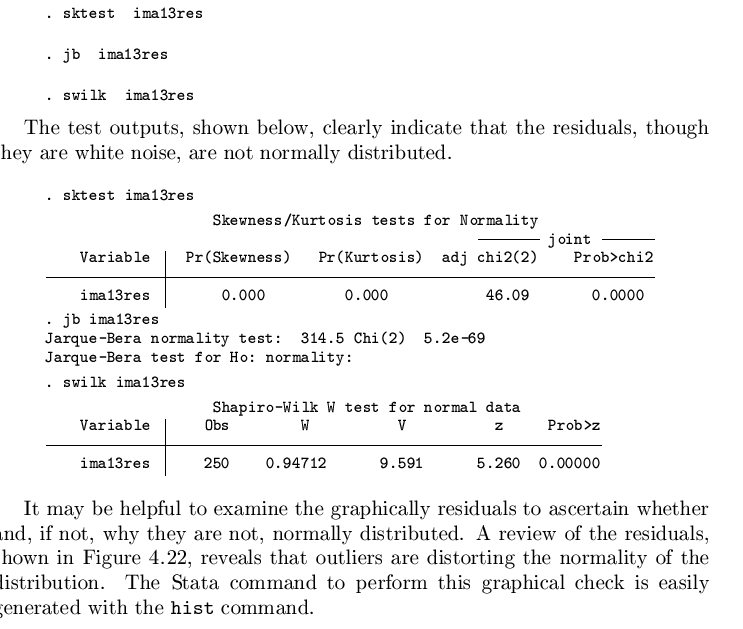 . sktest ima13res
. jb ima13res
. swilk ima13res
The test outputs, shown below, clearly indicate that the residuals, though
hey are white noise, are not normally distributed.
. sktest ima13res
Skewness/Kurtosis tests for Normality
joint
Variable Pr(Skewness) Pr(Kurtosis) adj chi2(2) Prob>chi2
ima13res 0.000 0.000 46.09 0.0000
. jb ima13res
Jarque-Bera normality test: 314.5 Chi(2) 5.2e-69
Jarque-Bera test for Ho: normality:
. swilk ima13res
Shapiro-Wilk W test for normal data
Variable Obs W V z Prob>z
ima13res 250 0.94712 9.591 5.260 0.00000
It may be helpful to examine the graphically residuals to ascertain whether
and, if not, why they are not, normally distributed. A review of the residuals,
hown in Figure 4.22, reveals that outliers are distorting the normality of the
distribution. The Stata command to perform this graphical check is easily
generated with the hist command.